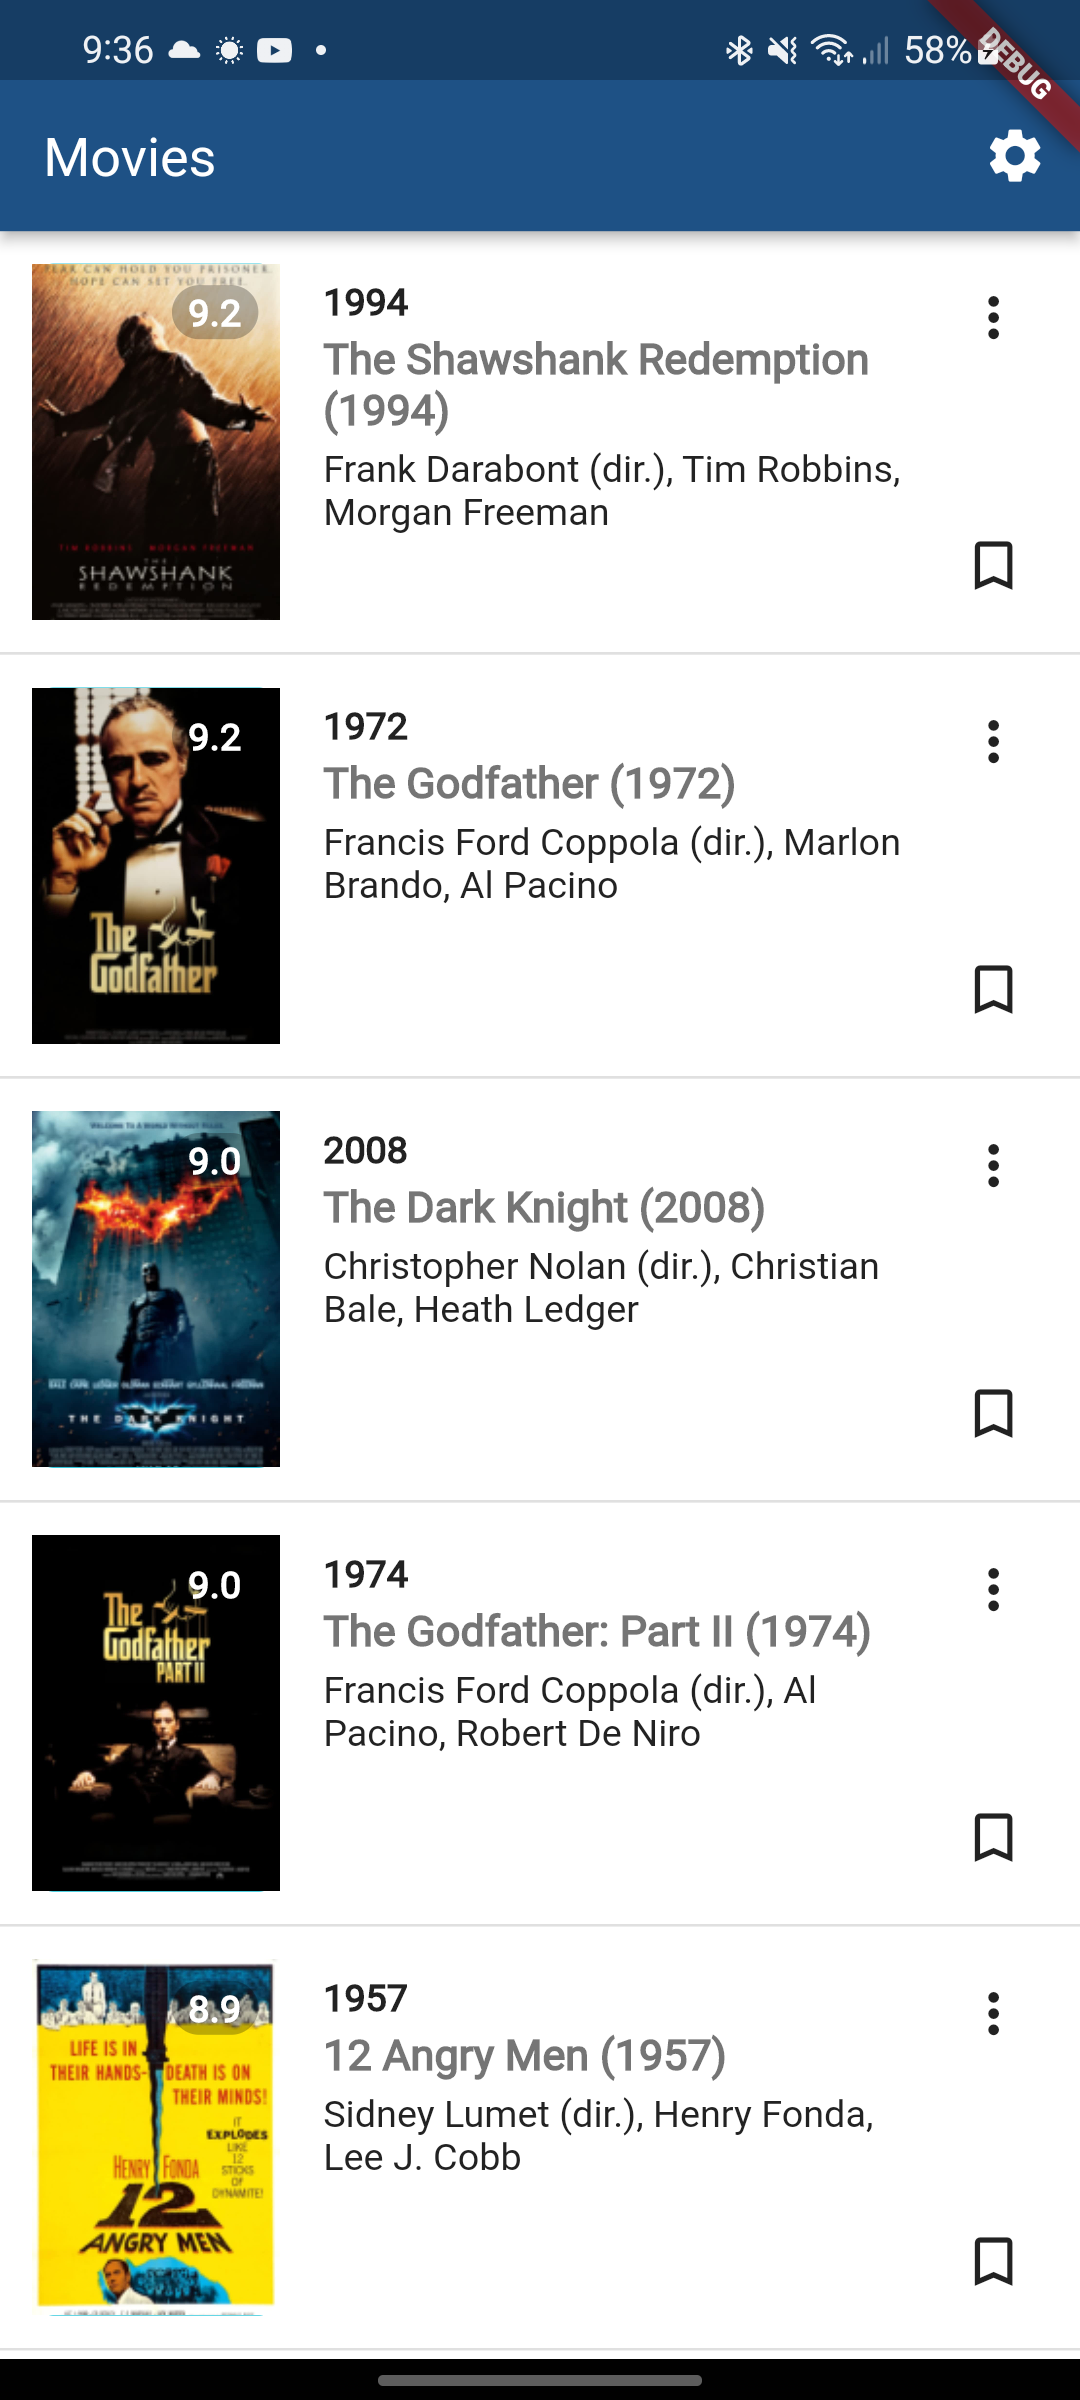 9:36
58%
DEBUG
Movies
FEAR CAN HOLD YOU PRISONER.
HOPE CAN SET YOU FREE.
9.2
TIM ROBBINS MORGAN FREEMAN
THE
SHAWSHANK
REDEMPTION
1994
The Shawshank Redemption
(1994)
Frank Darabont (dir.), Tim Robbins,
Morgan Freeman
9.2
The
Godfather
1972
The Godfather (1972)
Francis Ford Coppola (dir.), Marlon
Brando, Al Pacino
WELCOME TO A WORLD WITHOUT RULES.
9.0
THE DARK KNIGHT
2008
The Dark Knight (2008)
Christopher Nolan (dir.), Christian
Bale, Heath Ledger
9.0
The
Godfather
PART II
1974
The Godfather: Part II (1974)
Francis Ford Coppola (dir.), Al
Pacino, Robert De Niro
8.9
LIFE IS IN
THEIR HANDS-
DEATH IS ON
THEIR MINDS!
IT
EXPLODES
LIKE
12
STICKS
OF
DYNAMITE!
HENRY FONDA
12
ANGRY MEN
1957
12 Angry Men (1957)
Sidney Lumet (dir.), Henry Fonda,
Lee J. Cobb